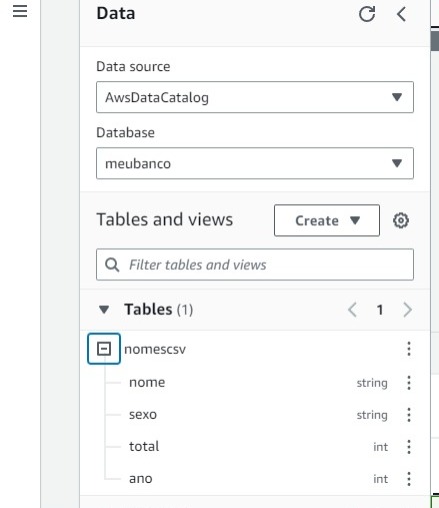 Data
Data source
AwsDataCatalog
Database
meubanco
Tables and views
Create
Filter tables and views
Tables (1)
1
nomescsv
nome string
sexo string
total int
ano int